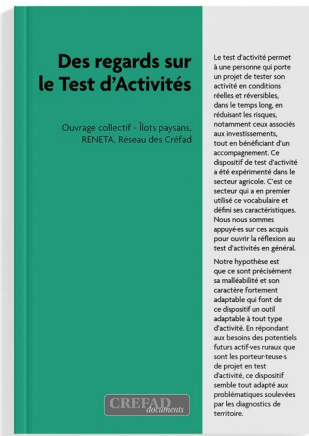 Des regards sur
le Test d'Activités
Ouvrage collectif - Îlots paysans,
RENETA, Réseau des Créfad
CREFAD
documents
Le test d'activité permet
à une personne qui porte
un projet de tester son
activité en conditions
réelles et réversibles,
dans le temps long, en
réduisant les risques,
notamment ceux associés
aux investissements,
tout en bénéficiant d'un
accompagnement. Ce
dispositif de test d'activité
a été expérimenté dans le
secteur agricole. C'est ce
secteur qui a en premier
utilisé ce vocabulaire et
défini ses caractéristiques.
Nous nous sommes
appuyé·es sur ces acquis
pour ouvrir la réflexion au
test d'activités en général.
Notre hypothèse est
que ce sont précisément
sa malléabilité et son
caractère fortement
adaptable qui font de
ce dispositif un outil
adaptable à tout type
d'activité. En répondant
aux besoins des potentiels
futurs actif·ves ruraux que
sont les porteur·teuse·s
de projet en test
d'activité, ce dispositif
semble tout adapté aux
problématiques soulevées
par les diagnostics de
territoire.